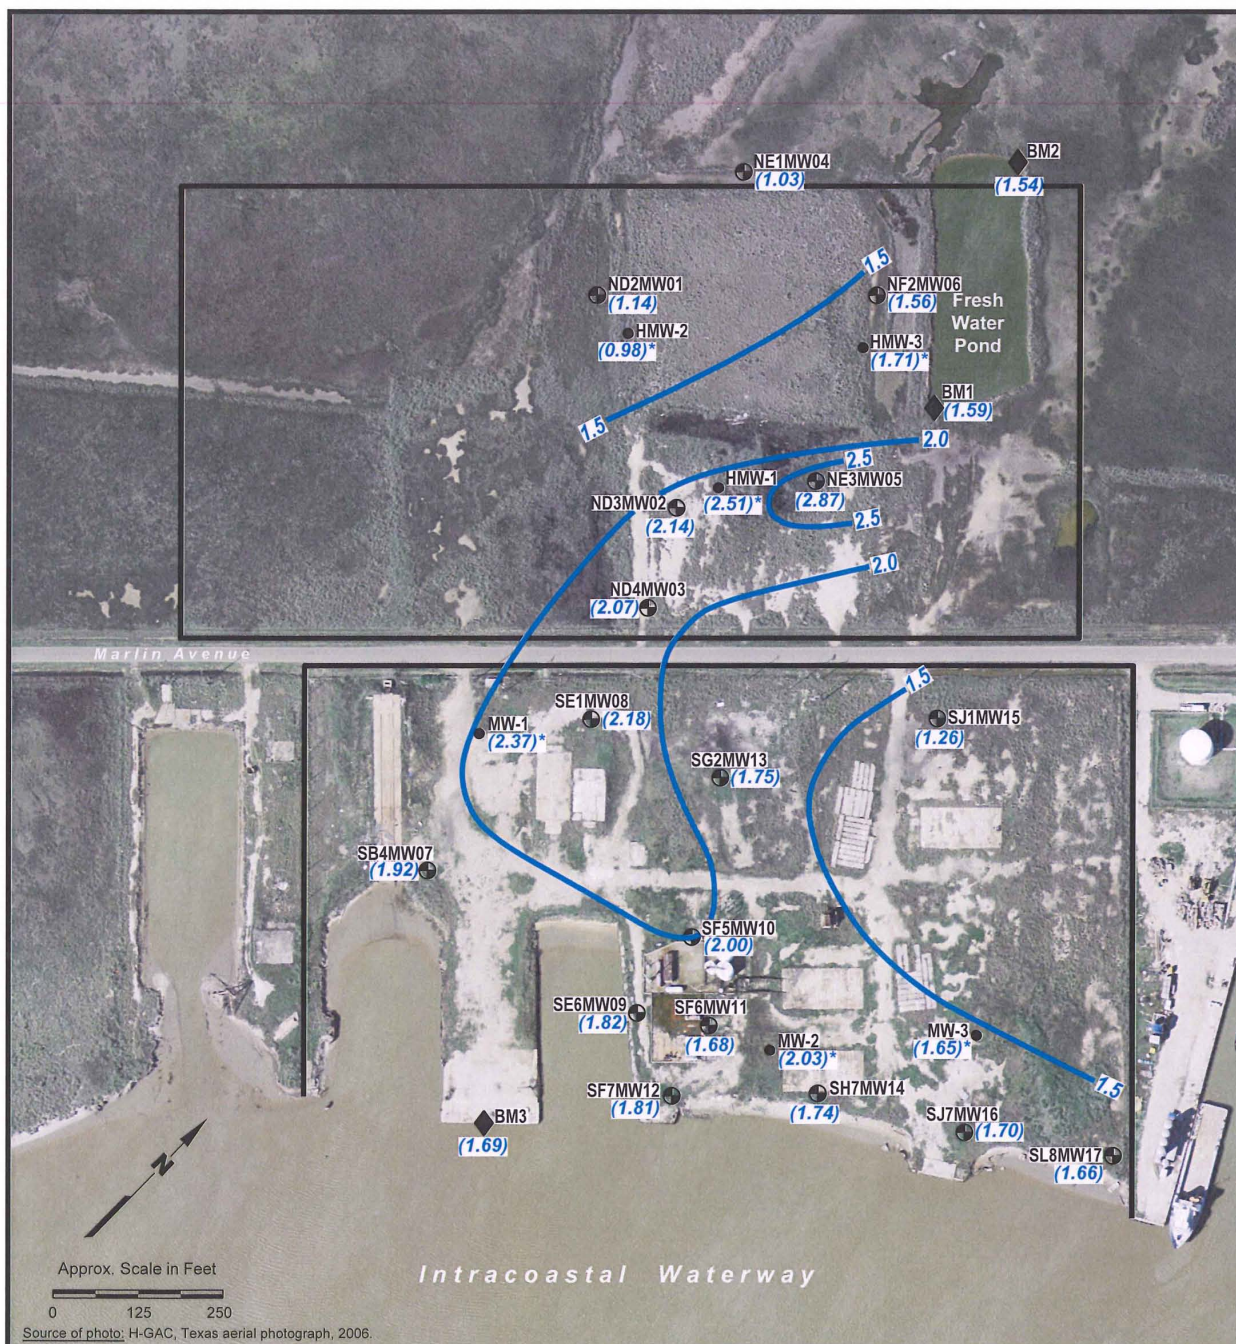 NE1MW04
(1.03)
BM2
(1.54)
1.5
ND2MW01
(1.14)
NF2MW06
(1.56)
Fresh
Water
Pond
HMW-2
(0.98)*
HMW-3
(1.71)*
BM1
(1.59)
1.5
2.0
2.5
HMW-1
(2.51)*
NE3MW05
(2.87)
ND3MW02
(2.14)
2.5
2.0
ND4MW03
(2.07)
Marlin Avenue
1.5
SE1MW08
(2.18)
MW-1
(2.37)*
SJ1MW15
(1.26)
SG2MW13
(1.75)
SB4MW07
(1.92)
SF5MW10
(2.00)
SE6MW09
(1.82)
SF6MW11
(1.68)
MW-2
(2.03)*
MW-3
(1.65)*
1.5
SF7MW12
(1.81)
SH7MW14
(1.74)
BM3
(1.69)
SJ7MW16
(1.70)
SL8MW17
(1.66)
N
Approx. Scale in Feet
0 125 250
Intracoastal Waterway
Source of photo: H-GAC, Texas aerial photograph, 2006.